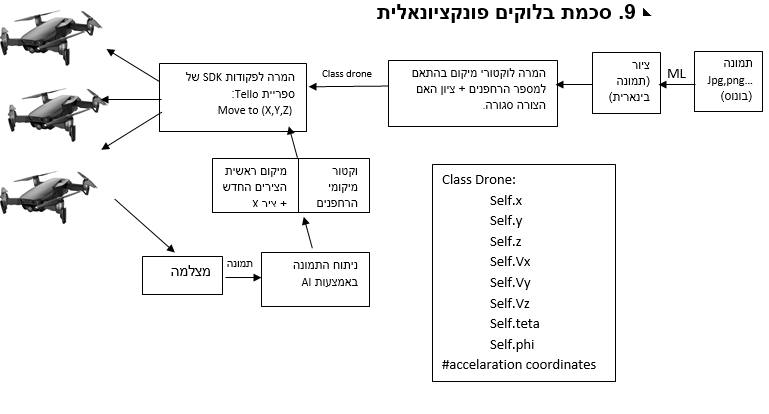 9. סכמת בלוקים פונקציונאלית
תמונה
Jpg,png...
(בונוס)
ML
ציור
(תמונה
בינארית)
המרה לוקטורי מיקום בהתאם
למספר הרחפנים + ציון האם
הצורה סגורה.
Class drone
המרה לפקודות SDK של
ספריית Tello:
Move to (X,Y,Z)
וקטור
מיקומי
הרחפנים
מיקום ראשית
הצירים החדש
+ ציר X
ניתוח התמונה
באמצעות AI
תמונה
מצלמה
Class Drone:
Self.x
Self.y
Self.z
Self.Vx
Self.Vy
Self.Vz
Self.teta
Self.phi
#accelaration coordinates